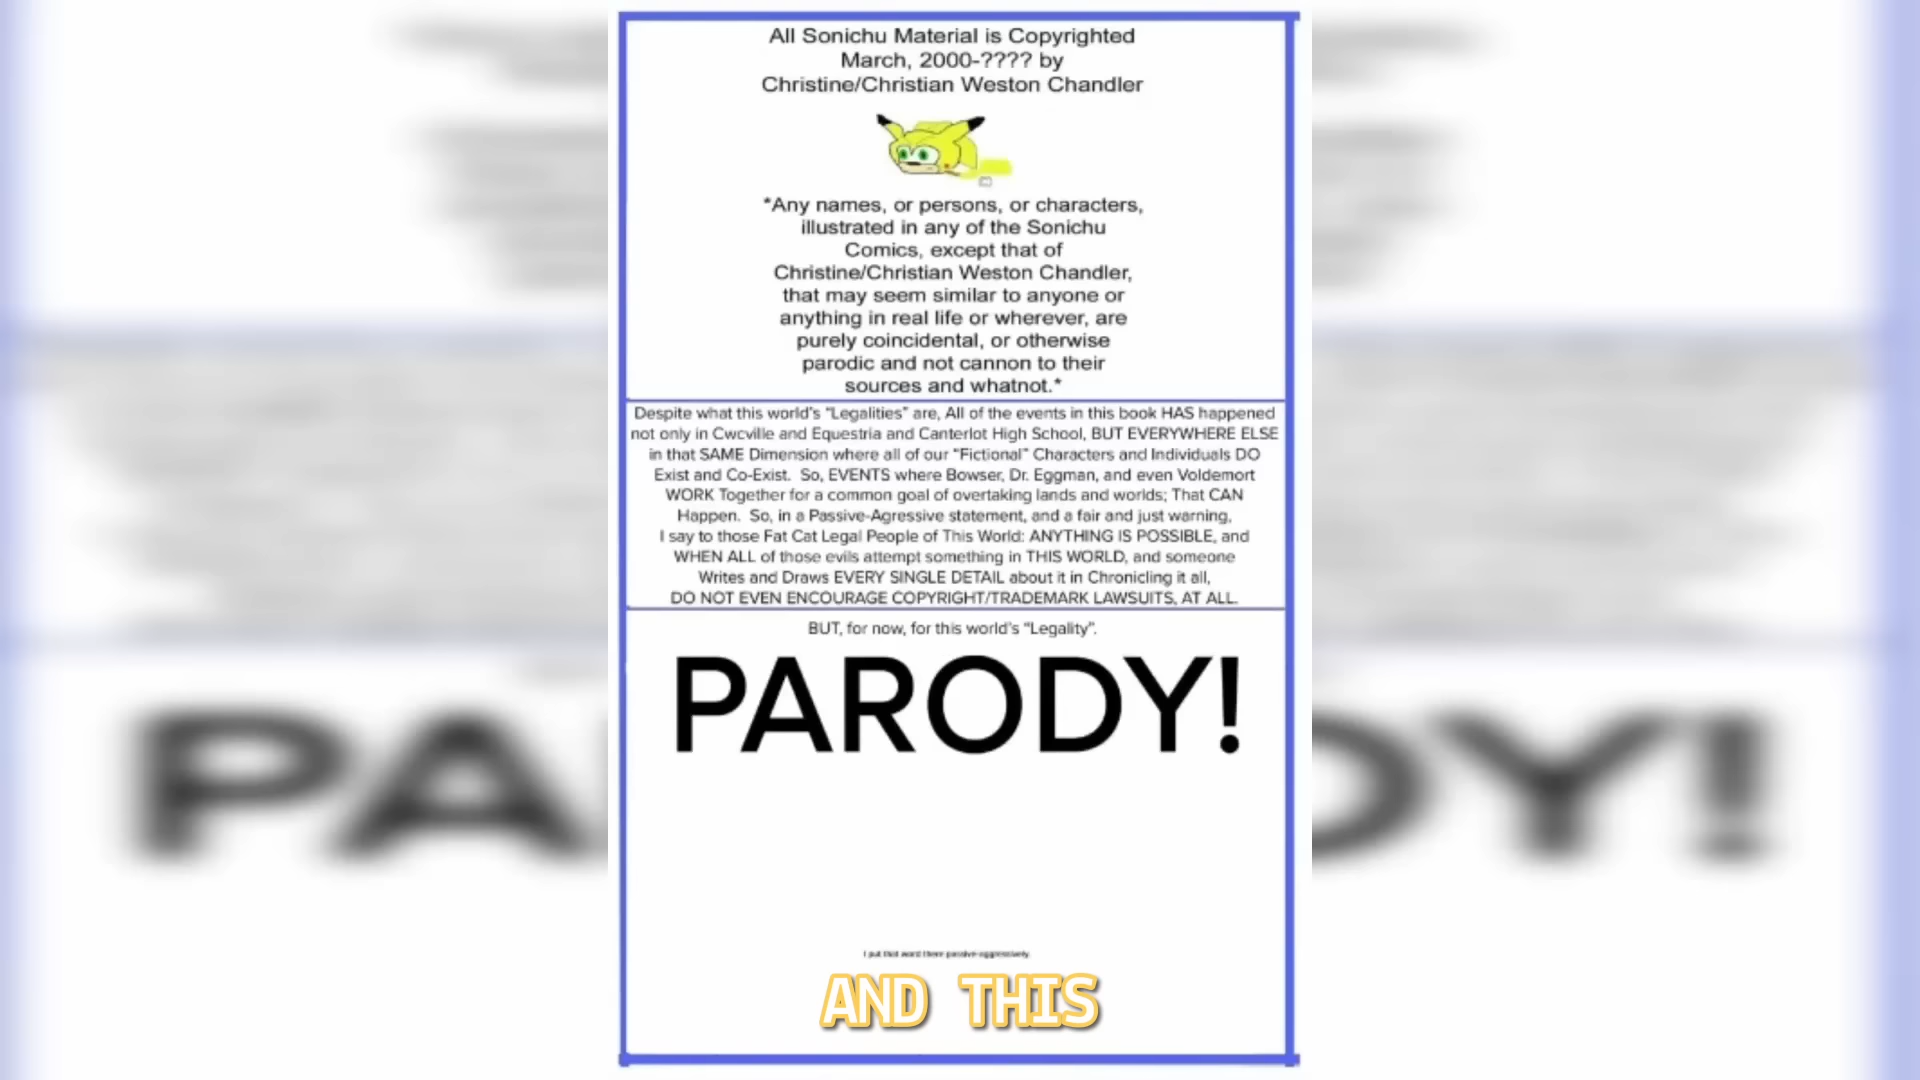 All Sonichu Material is Copyrighted
March, 2000-???? by
Christine/Christian Weston Chandler
*Any names, or persons, or characters,
illustrated in any of the Sonichu
Comics, except that of
Christine/Christian Weston Chandler,
that may seem similar to anyone or
anything in real life or wherever, are
purely coincidental, or otherwise
parodic and not cannon to their
sources and whatnot.*
Despite what this world's "Legalities" are, All of the events in this book HAS happened
not only in Cwcville and Equestria and Canterlot High School, BUT EVERYWHERE ELSE
in that SAME Dimension where all of our "Fictional" Characters and Individuals DO
Exist and Co-Exist. So, EVENTS where Bowser, Dr. Eggman, and even Voldemort
WORK Together for a common goal of overtaking lands and worlds; That CAN
Happen. So, in a Passive-Agressive statement, and a fair and just warning,
I say to those Fat Cat Legal People of This World: ANYTHING IS POSSIBLE, and
WHEN ALL of those evils attempt something in THIS WORLD, and someone
Writes and Draws EVERY SINGLE DETAIL about it in Chronicling it all,
DO NOT EVEN ENCOURAGE COPYRIGHT/TRADEMARK LAWSUITS, AT ALL.
BUT, for now, for this world's "Legality".
PARODY!
I put that word there passive-aggressively.
AND THIS